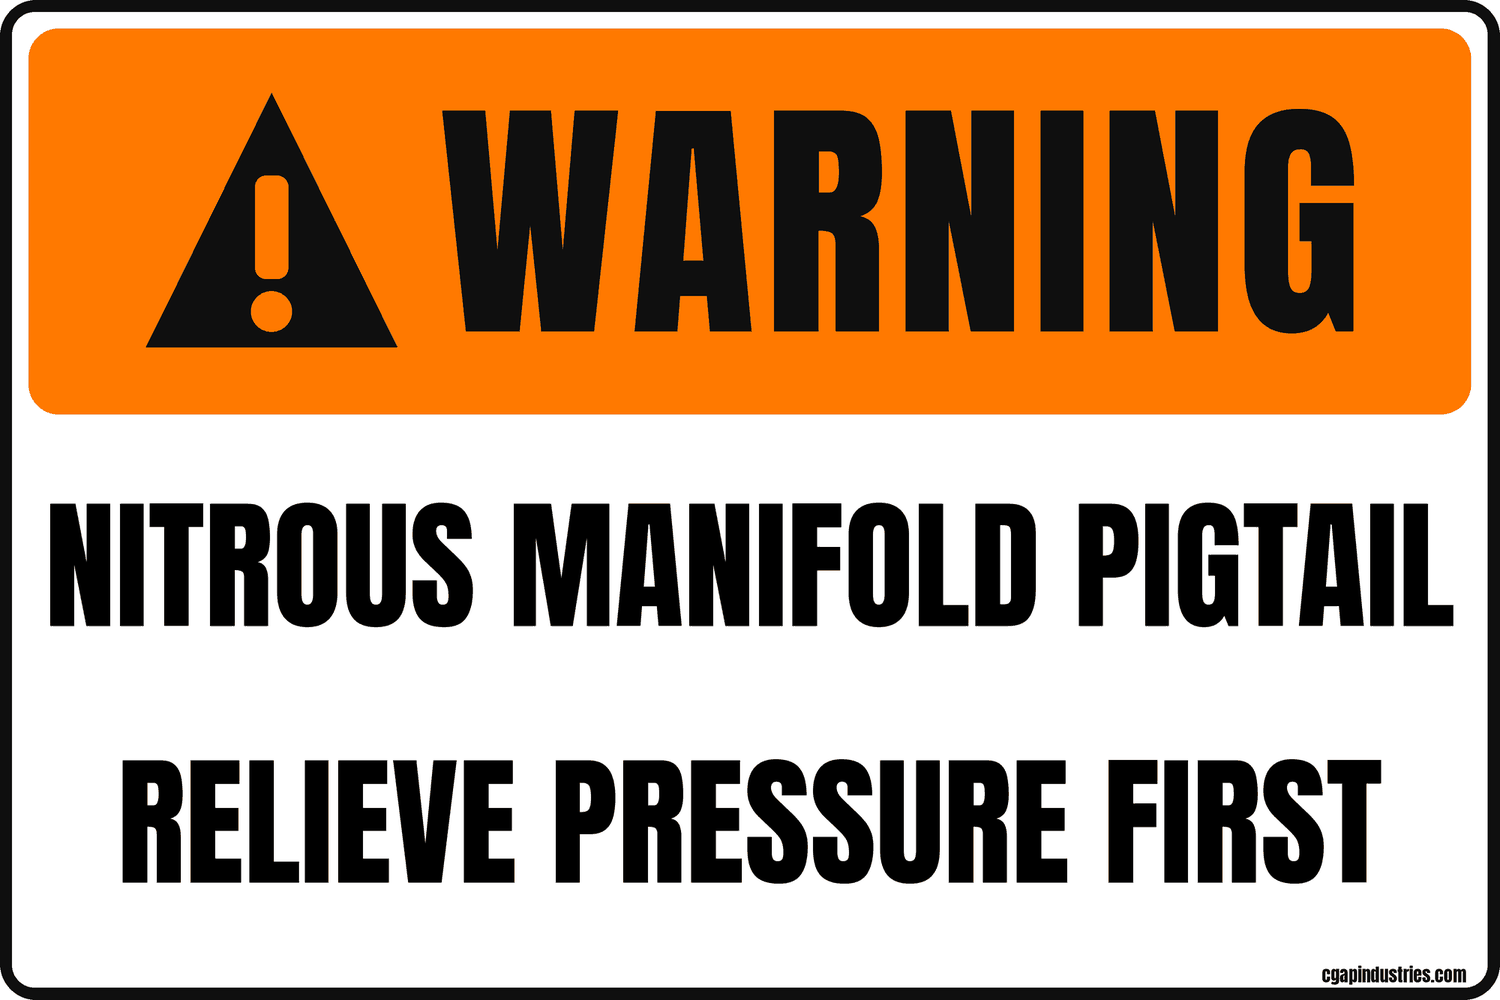 WARNING
NITROUS MANIFOLD PIGTAIL
RELIEVE PRESSURE FIRST
cgapindustries.com